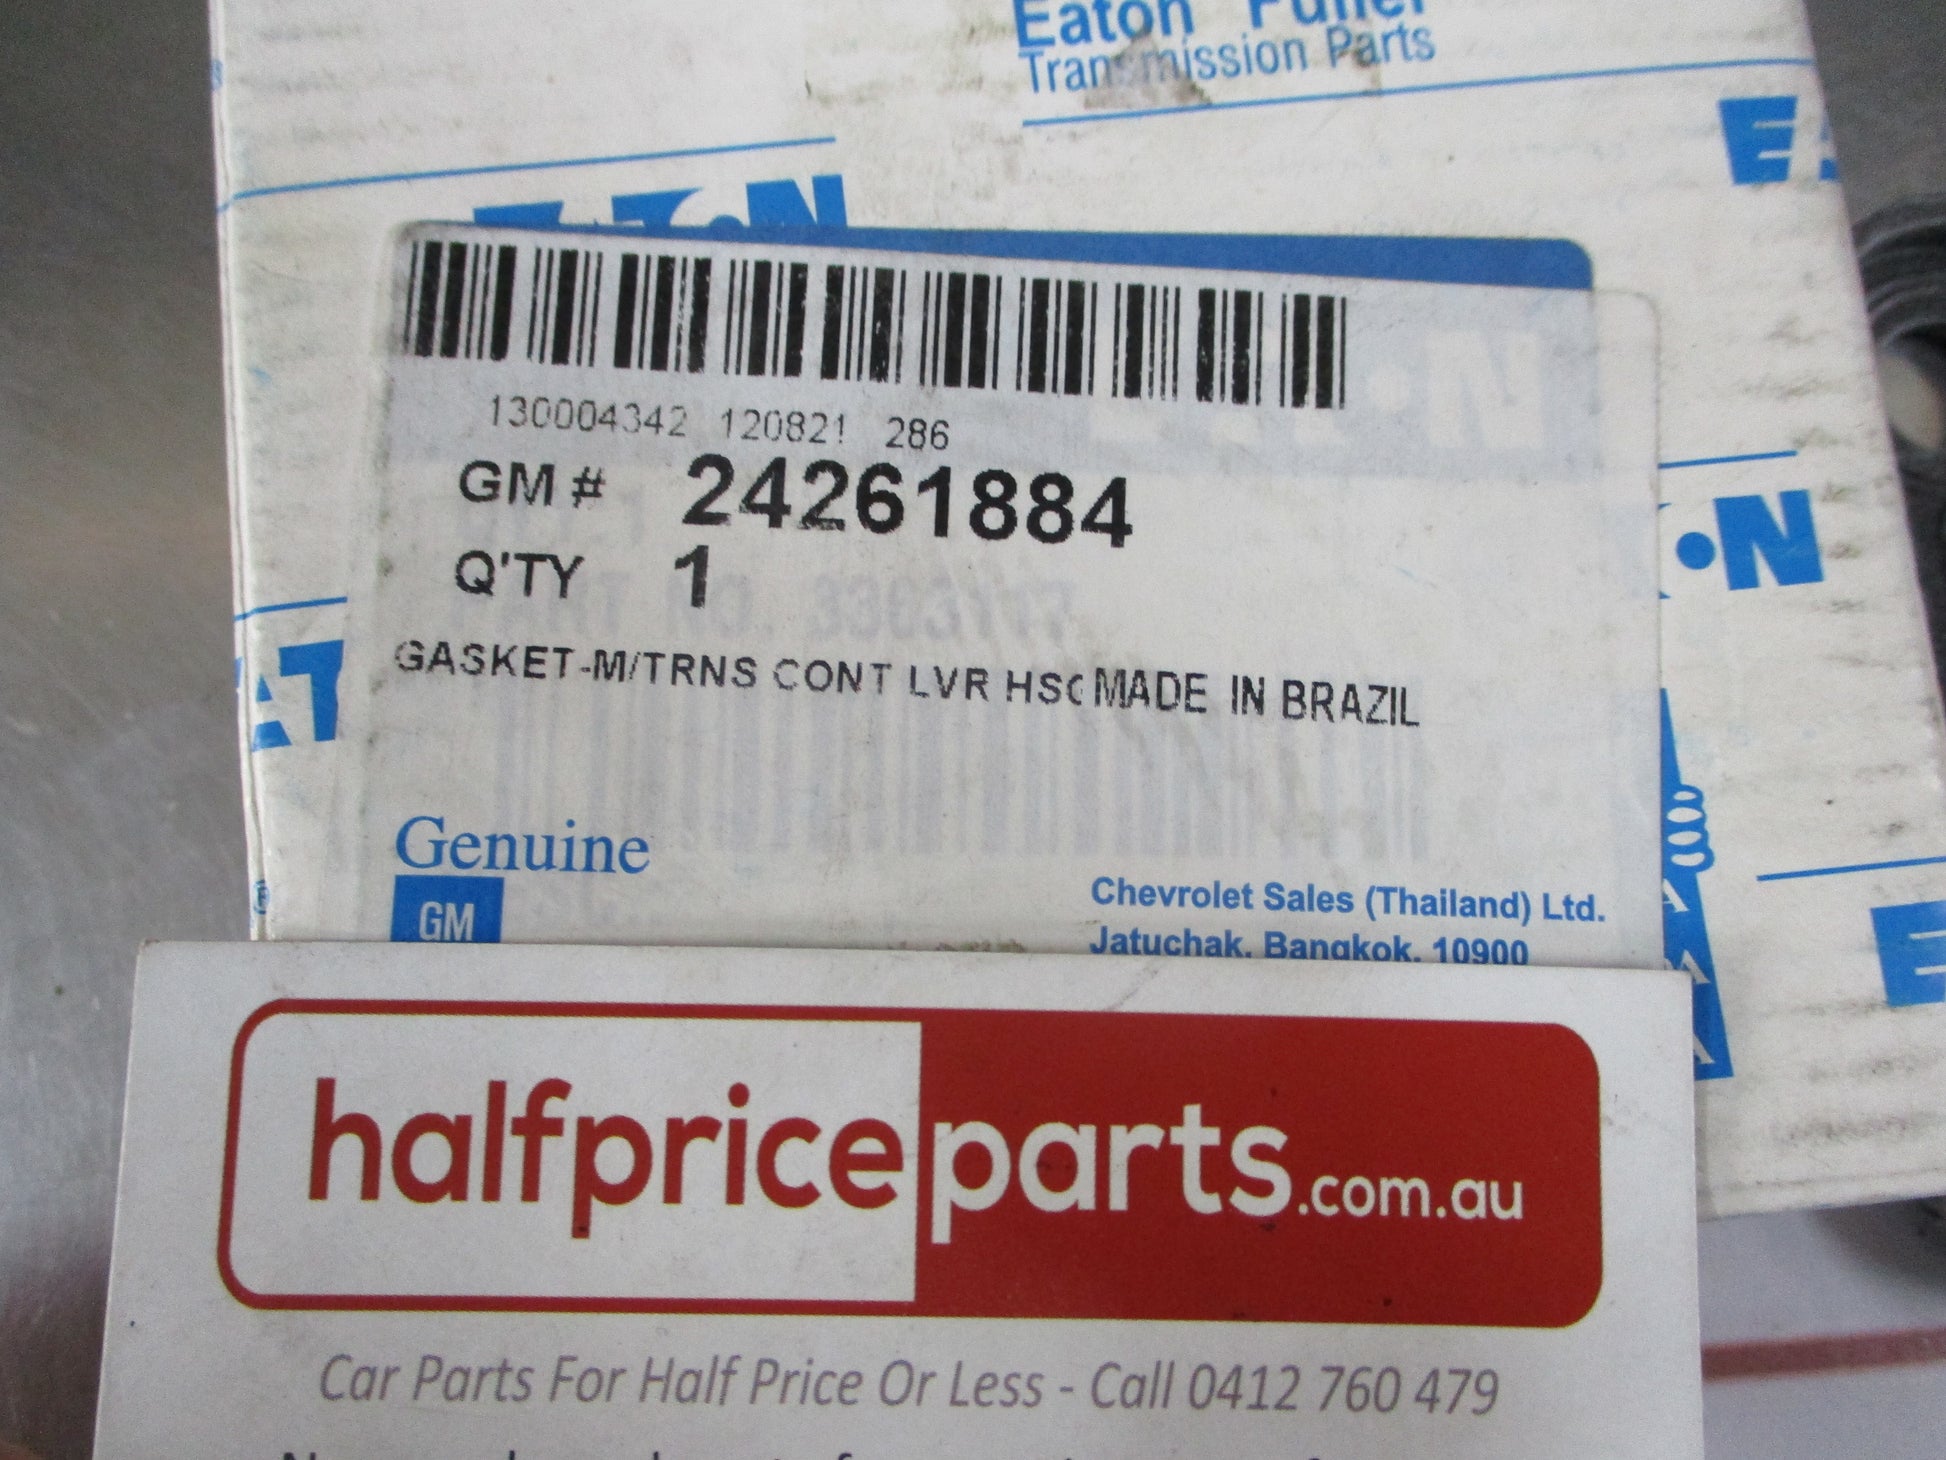 Eaton Fuller
Transmission Parts
130004342 120821 286
GM # 24261884
Q'TY 1
GASKET-M/TRNS CONT LVR HSG MADE IN BRAZIL
Genuine
GM
Chevrolet Sales (Thailand) Ltd.
Jatuchak, Bangkok, 10900
halfpriceparts.com.au
Car Parts For Half Price Or Less - Call 0412 760 479